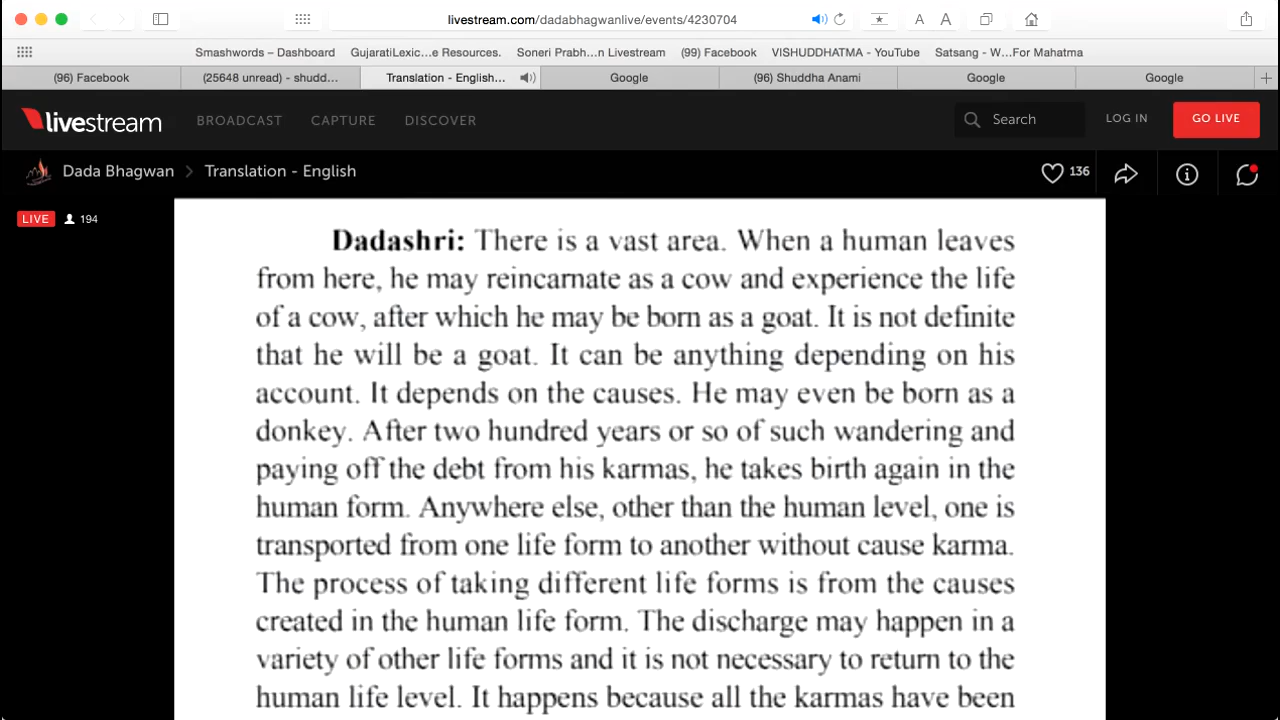 livestream.com/dadabhagwanlive/events/4230704
Smashwords – Dashboard GujaratiLexic...e Resources. Soneri Prabh...n Livestream (99) Facebook VISHUDDHATMA - YouTube Satsang - W...For Mahatma
(96) Facebook (25648 unread) - shudd... Translation - English... Google (96) Shuddha Anami Google Google
livestream BROADCAST CAPTURE DISCOVER Search LOG IN GO LIVE
Dada Bhagwan > Translation - English 136
LIVE 194
Dadashri: There is a vast area. When a human leaves
from here, he may reincarnate as a cow and experience the life
of a cow, after which he may be born as a goat. It is not definite
that he will be a goat. It can be anything depending on his
account. It depends on the causes. He may even be born as a
donkey. After two hundred years or so of such wandering and
paying off the debt from his karmas, he takes birth again in the
human form. Anywhere else, other than the human level, one is
transported from one life form to another without cause karma.
The process of taking different life forms is from the causes
created in the human life form. The discharge may happen in a
variety of other life forms and it is not necessary to return to the
human life level. It happens because all the karmas have been